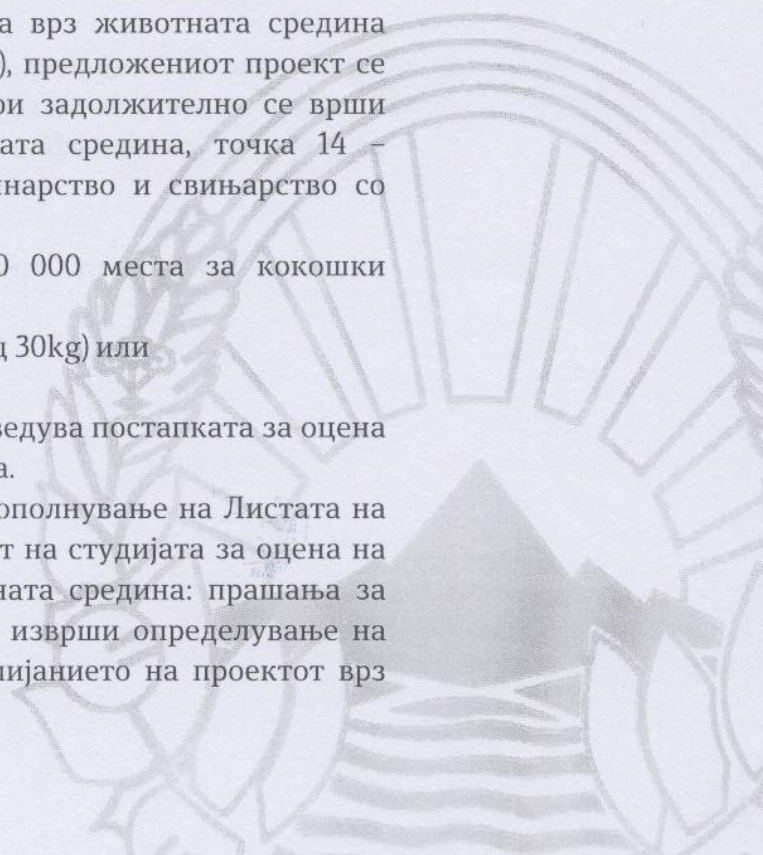 а врз животната средина
), предложениот проект се
ри задолжително се врши
ата средина, точка 14 –
нарство и свињарство со
0 000 места за кокошки
д 30kg) или
ведува постапката за оцена
а.
ополнување на Листата на
т на студијата за оцена на
ната средина: прашања за
изврши определување на
лијанието на проектот врз